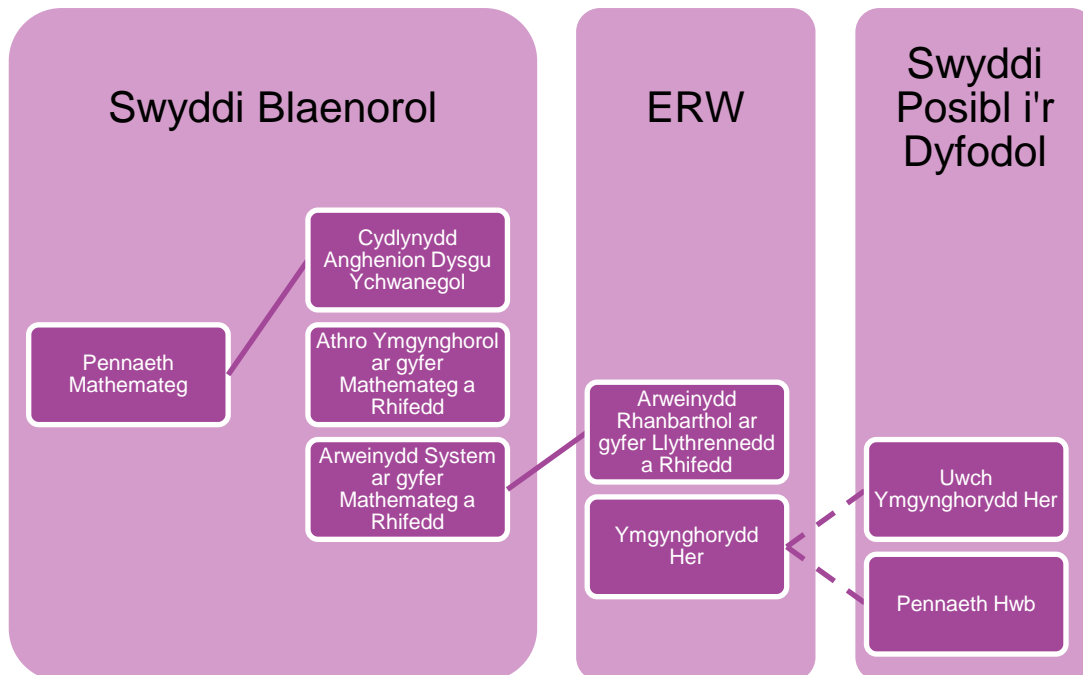 Swyddi Blaenorol
Pennaeth
Mathemateg
Cydlynydd
Anghenion Dysgu
Ychwanegol
Athro Ymgynghorol
ar gyfer
Mathemateg a
Rhifedd
Arweinydd System
ar gyfer
Mathemateg a
Rhifedd
ERW
Arweinydd
Rhanbarthol ar
gyfer Llythrennedd
a Rhifedd
Ymgynghorydd
Her
Swyddi
Posibl i'r
Dyfodol
Uwch
Ymgynghorydd Her
Pennaeth Hwb